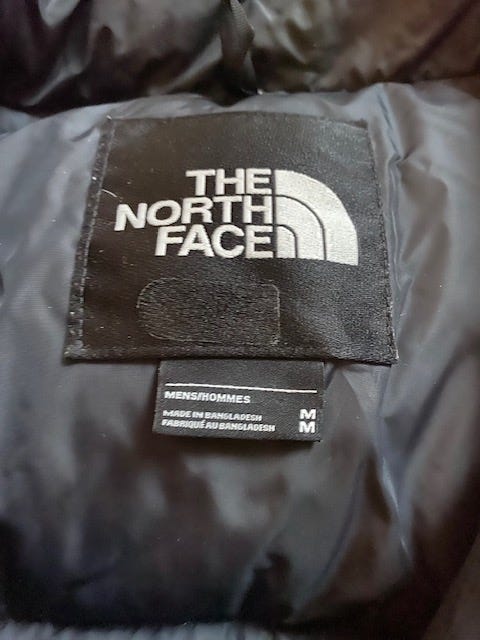 THE
NORTH
FACE
MENS/HOMMES
MADE IN BANGLADESH M
FABRIQUÉ AU BANGLADESH M